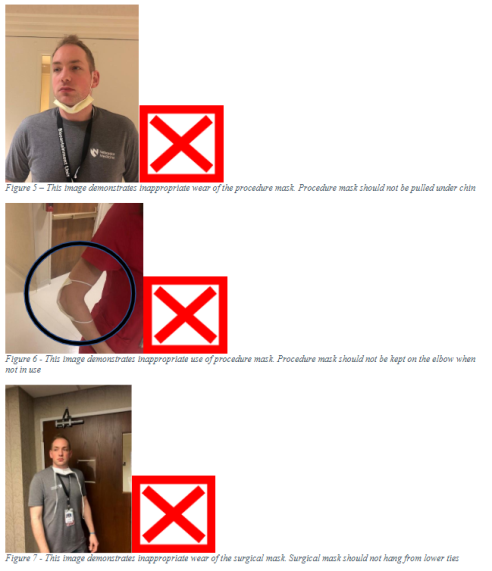 Figure 5 – This image demonstrates inappropriate wear of the procedure mask. Procedure mask should not be pulled under chin
Figure 6 - This image demonstrates inappropriate use of procedure mask. Procedure mask should not be kept on the elbow when
not in use
Figure 7 - This image demonstrates inappropriate wear of the surgical mask. Surgical mask should not hang from lower ties